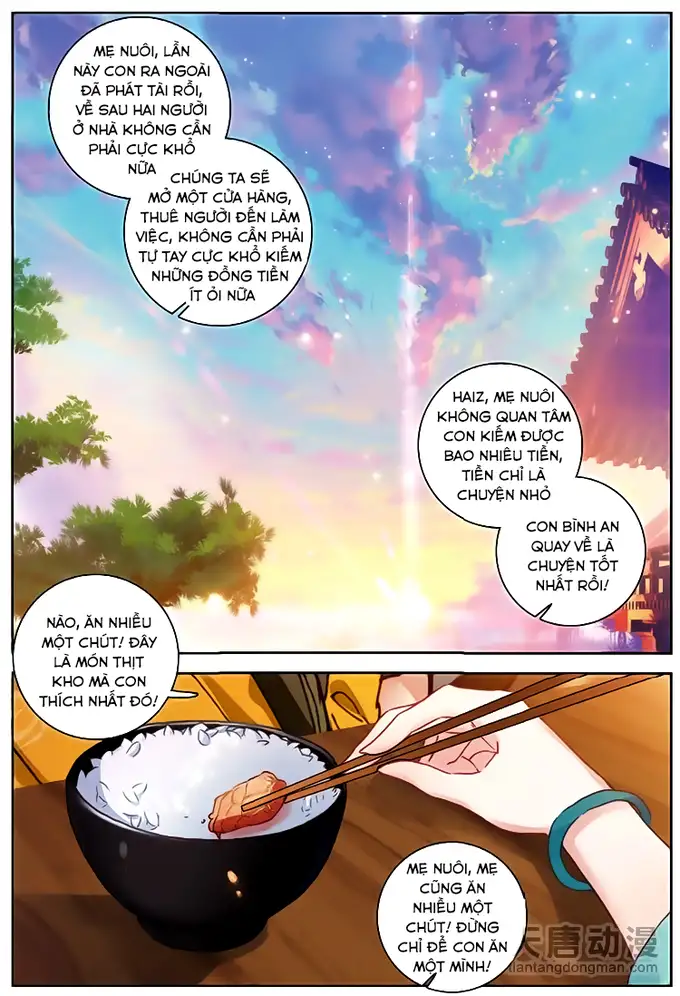 MẸ NUÔI, LẦN
NÀY CON RA NGOÀI
ĐÃ PHÁT TÀI RỒI,
VỀ SAU HAI NGƯỜI
Ở NHÀ KHÔNG CẦN
PHẢI CỰC KHỔ
NỮA
CHÚNG TA SẼ
MỞ MỘT CỬA HÀNG,
THUÊ NGƯỜI ĐẾN LÀM
VIỆC, KHÔNG CẦN PHẢI
TỰ TAY CỰC KHỔ KIẾM
NHỮNG ĐỒNG TIỀN
ÍT ỎI NỮA
HAIZ, MẸ NUÔI
KHÔNG QUAN TÂM
CON KIẾM ĐƯỢC
BAO NHIÊU TIỀN,
TIỀN CHỈ LÀ
CHUYỆN NHỎ
CON BÌNH AN
QUAY VỀ LÀ
CHUYỆN TỐT
NHẤT RỒI!
NÀO, ĂN NHIỀU
MỘT CHÚT! ĐÂY
LÀ MÓN THỊT
KHO MÀ CON
THÍCH NHẤT ĐÓ!
MẸ NUÔI, MẸ
CŨNG ĂN
NHIỀU MỘT
CHÚT! ĐỪNG
CHỈ ĐỂ CON ĂN
MỘT MÌNH!
天唐动漫
tiantangdongman.com